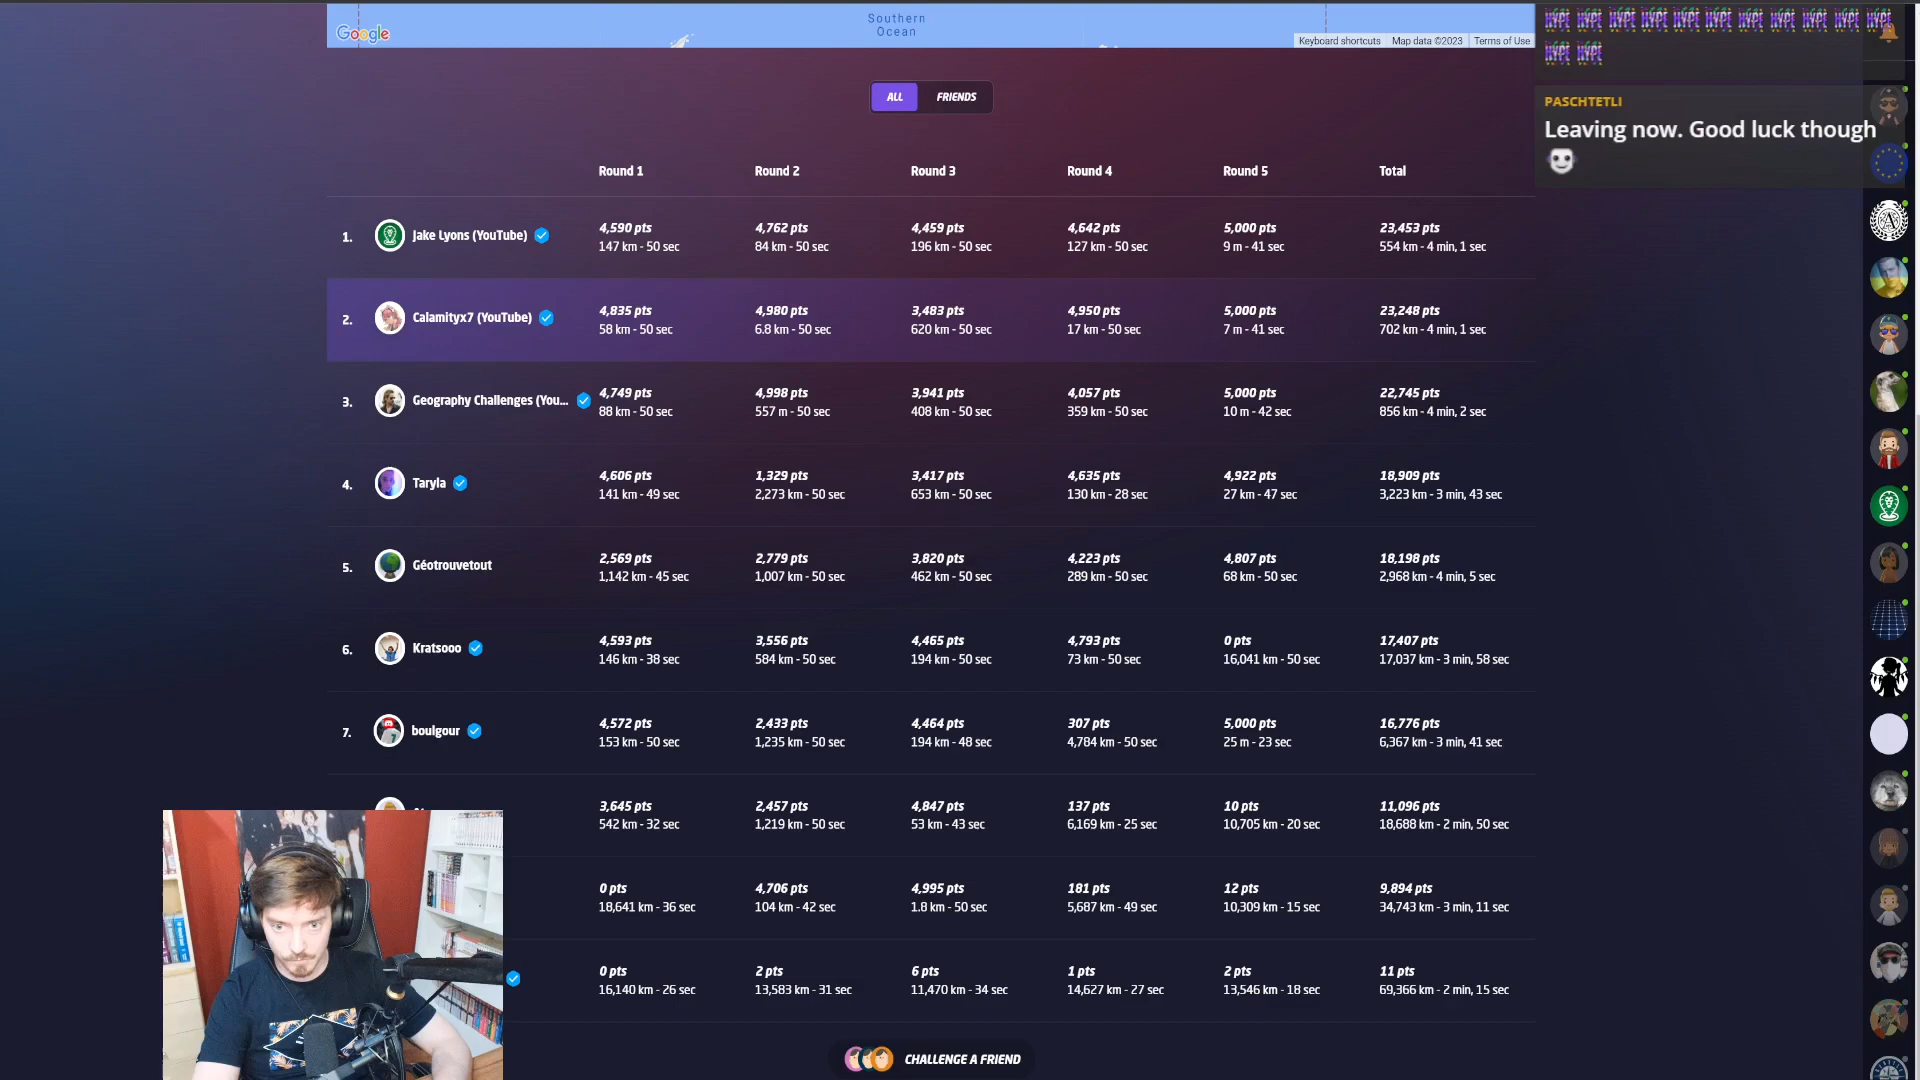 Southern
Ocean
Google
Keyboard shortcuts
Map data ©2023
Terms of Use
HYPE HYPE HYPE HYPE HYPE HYPE HYPE HYPE HYPE HYPE HYPE
HYPE HYPE
PASCHTETLI
Leaving now. Good luck though
ALL FRIENDS
Round 1 Round 2 Round 3 Round 4 Round 5 Total
1. Jake Lyons (YouTube) 4,590 pts 4,762 pts 4,459 pts 4,642 pts 5,000 pts 23,453 pts
147 km - 50 sec 84 km - 50 sec 196 km - 50 sec 127 km - 50 sec 9 m - 41 sec 554 km - 4 min, 1 sec
2. Calamityx7 (YouTube) 4,835 pts 4,980 pts 3,483 pts 4,950 pts 5,000 pts 23,248 pts
58 km - 50 sec 6.8 km - 50 sec 620 km - 50 sec 17 km - 50 sec 7 m - 41 sec 702 km - 4 min, 1 sec
3. Geography Challenges (You... 4,749 pts 4,998 pts 3,941 pts 4,057 pts 5,000 pts 22,745 pts
88 km - 50 sec 557 m - 50 sec 408 km - 50 sec 359 km - 50 sec 10 m - 42 sec 856 km - 4 min, 2 sec
4. Taryla 4,606 pts 1,329 pts 3,417 pts 4,635 pts 4,922 pts 18,909 pts
141 km - 49 sec 2,273 km - 50 sec 653 km - 50 sec 130 km - 28 sec 27 km - 47 sec 3,223 km - 3 min, 43 sec
5. Géotrouvetout 2,569 pts 2,779 pts 3,820 pts 4,223 pts 4,807 pts 18,198 pts
1,142 km - 45 sec 1,007 km - 50 sec 462 km - 50 sec 289 km - 50 sec 68 km - 50 sec 2,968 km - 4 min, 5 sec
6. Kratsooo 4,593 pts 3,556 pts 4,465 pts 4,793 pts 0 pts 17,407 pts
146 km - 38 sec 584 km - 50 sec 194 km - 50 sec 73 km - 50 sec 16,041 km - 50 sec 17,037 km - 3 min, 58 sec
7. boulgour 4,572 pts 2,433 pts 4,464 pts 307 pts 5,000 pts 16,776 pts
153 km - 50 sec 1,235 km - 50 sec 194 km - 48 sec 4,784 km - 50 sec 25 m - 23 sec 6,367 km - 3 min, 41 sec
3,645 pts 2,457 pts 4,847 pts 137 pts 10 pts 11,096 pts
542 km - 32 sec 1,219 km - 50 sec 53 km - 43 sec 6,169 km - 25 sec 10,705 km - 20 sec 18,688 km - 2 min, 50 sec
0 pts 4,706 pts 4,995 pts 181 pts 12 pts 9,894 pts
18,641 km - 36 sec 104 km - 42 sec 1.8 km - 50 sec 5,687 km - 49 sec 10,309 km - 15 sec 34,743 km - 3 min, 11 sec
0 pts 2 pts 6 pts 1 pts 2 pts 11 pts
16,140 km - 26 sec 13,583 km - 31 sec 11,470 km - 34 sec 14,627 km - 27 sec 13,546 km - 18 sec 69,366 km - 2 min, 15 sec
CHALLENGE A FRIEND